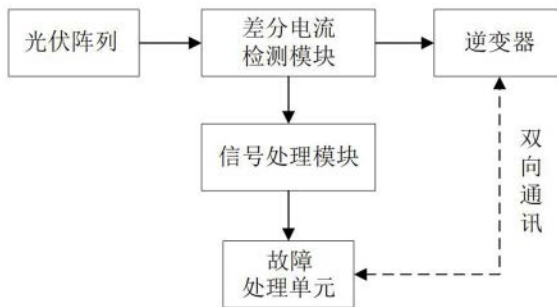 光伏阵列
差分电流
检测模块
逆变器
信号处理模块
双向通讯
故障
处理单元